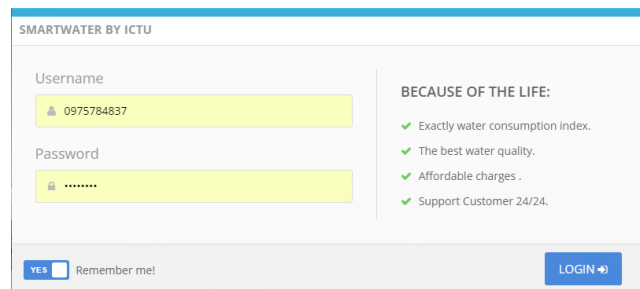 SMARTWATER BY ICTU
Username
0975784837
Password
••••••••
BECAUSE OF THE LIFE:
Exactly water consumption index.
The best water quality.
Affordable charges .
Support Customer 24/24.
YES Remember me!
LOGIN